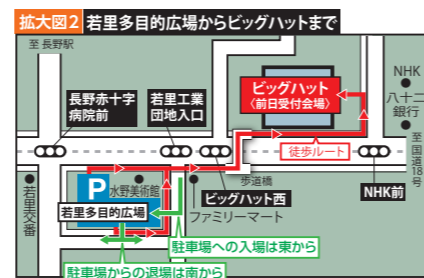 拡大図2 若里多目的広場からビッグハットまで
至 長野駅
長野赤十字
病院前
若里工業
団地入口
ビッグハット
〈前日受付会場〉
NHK
八十二
銀行
至国道18号
徒歩ルート
歩道橋
P
水野美術館
若里多目的広場
若里交番
ビッグハット西
ファミリーマート
NHK前
駐車場への入場は東から
駐車場からの退場は南から